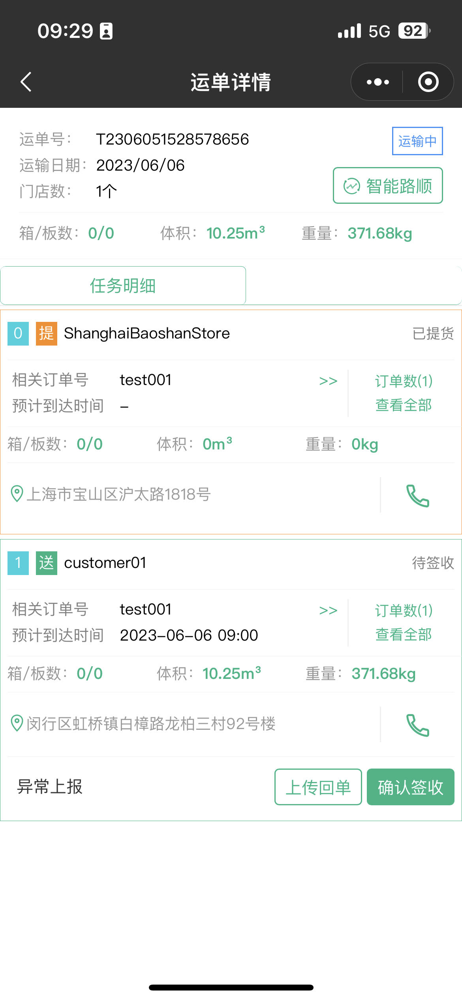 09:29
5G 92
运单详情
运单号: T2306051528578656
运输中
运输日期: 2023/06/06
门店数: 1个
智能路顺
箱/板数: 0/0 体积: 10.25m³ 重量: 371.68kg
任务明细
0 提 ShanghaiBaoshanStore 已提货
相关订单号 test001 >> 订单数(1)
预计到达时间 - 查看全部
箱/板数: 0/0 体积: 0m³ 重量: 0kg
上海市宝山区沪太路1818号
1 送 customer01 待签收
相关订单号 test001 >> 订单数(1)
预计到达时间 2023-06-06 09:00 查看全部
箱/板数: 0/0 体积: 10.25m³ 重量: 371.68kg
闵行区虹桥镇白樟路龙柏三村92号楼
异常上报 上传回单 确认签收